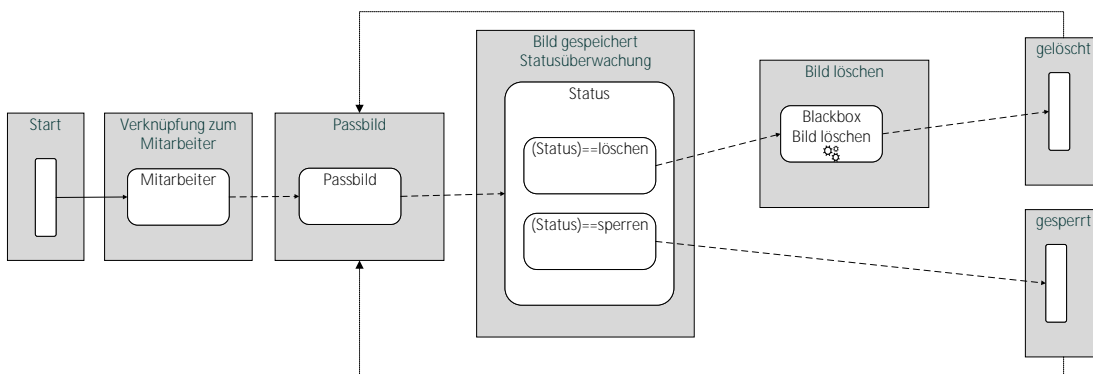 Start
Verknüpfung zum
Mitarbeiter
Mitarbeiter
Passbild
Passbild
Bild gespeichert
Statusüberwachung
Status
(Status)==löschen
(Status)==sperren
Bild löschen
Blackbox
Bild löschen
gelöscht
gesperrt